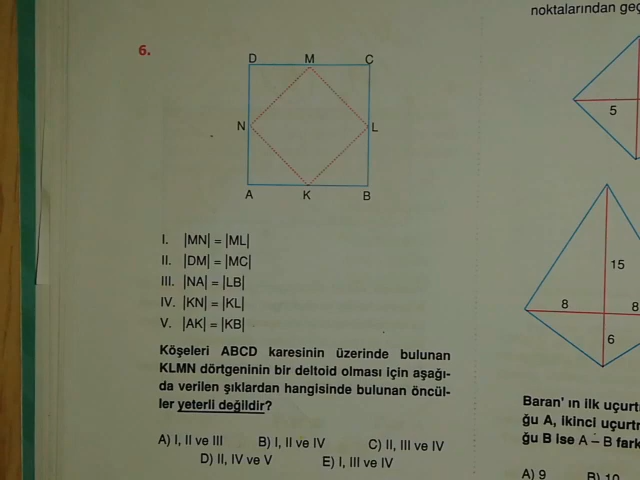 noktalarından geç
6.
D M C
5
N L
A K B
15
8 8
6
I. |MN| = |ML|
II. |DM| = |MC|
III. |NA| = |LB|
IV. |KN| = |KL|
V. |AK| = |KB|
Köşeleri ABCD karesinin üzerinde bulunan
KLMN dörtgeninin bir deltoid olması için aşağı-
da verilen şıklardan hangisinde bulunan öncül-
ler yeterli değildir?
A) I, II ve III B) I, II ve IV C) II, III ve IV
D) II, IV ve V E) I, III ve IV
Baran' ın ilk uçurt
ğu A, ikinci uçurt
ğu B ise A – B fark
A) 9 B) 10